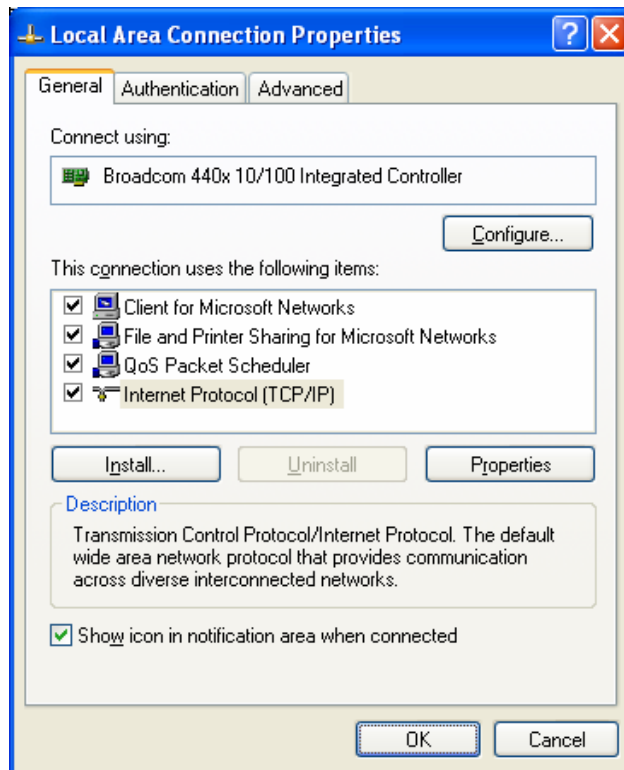 Local Area Connection Properties
General
Authentication
Advanced
Connect using:
Broadcom 440x 10/100 Integrated Controller
Configure...
This connection uses the following items:
Client for Microsoft Networks
File and Printer Sharing for Microsoft Networks
QoS Packet Scheduler
Internet Protocol (TCP/IP)
Install...
Uninstall
Properties
Description
Transmission Control Protocol/Internet Protocol. The default
wide area network protocol that provides communication
across diverse interconnected networks.
Show icon in notification area when connected
OK
Cancel